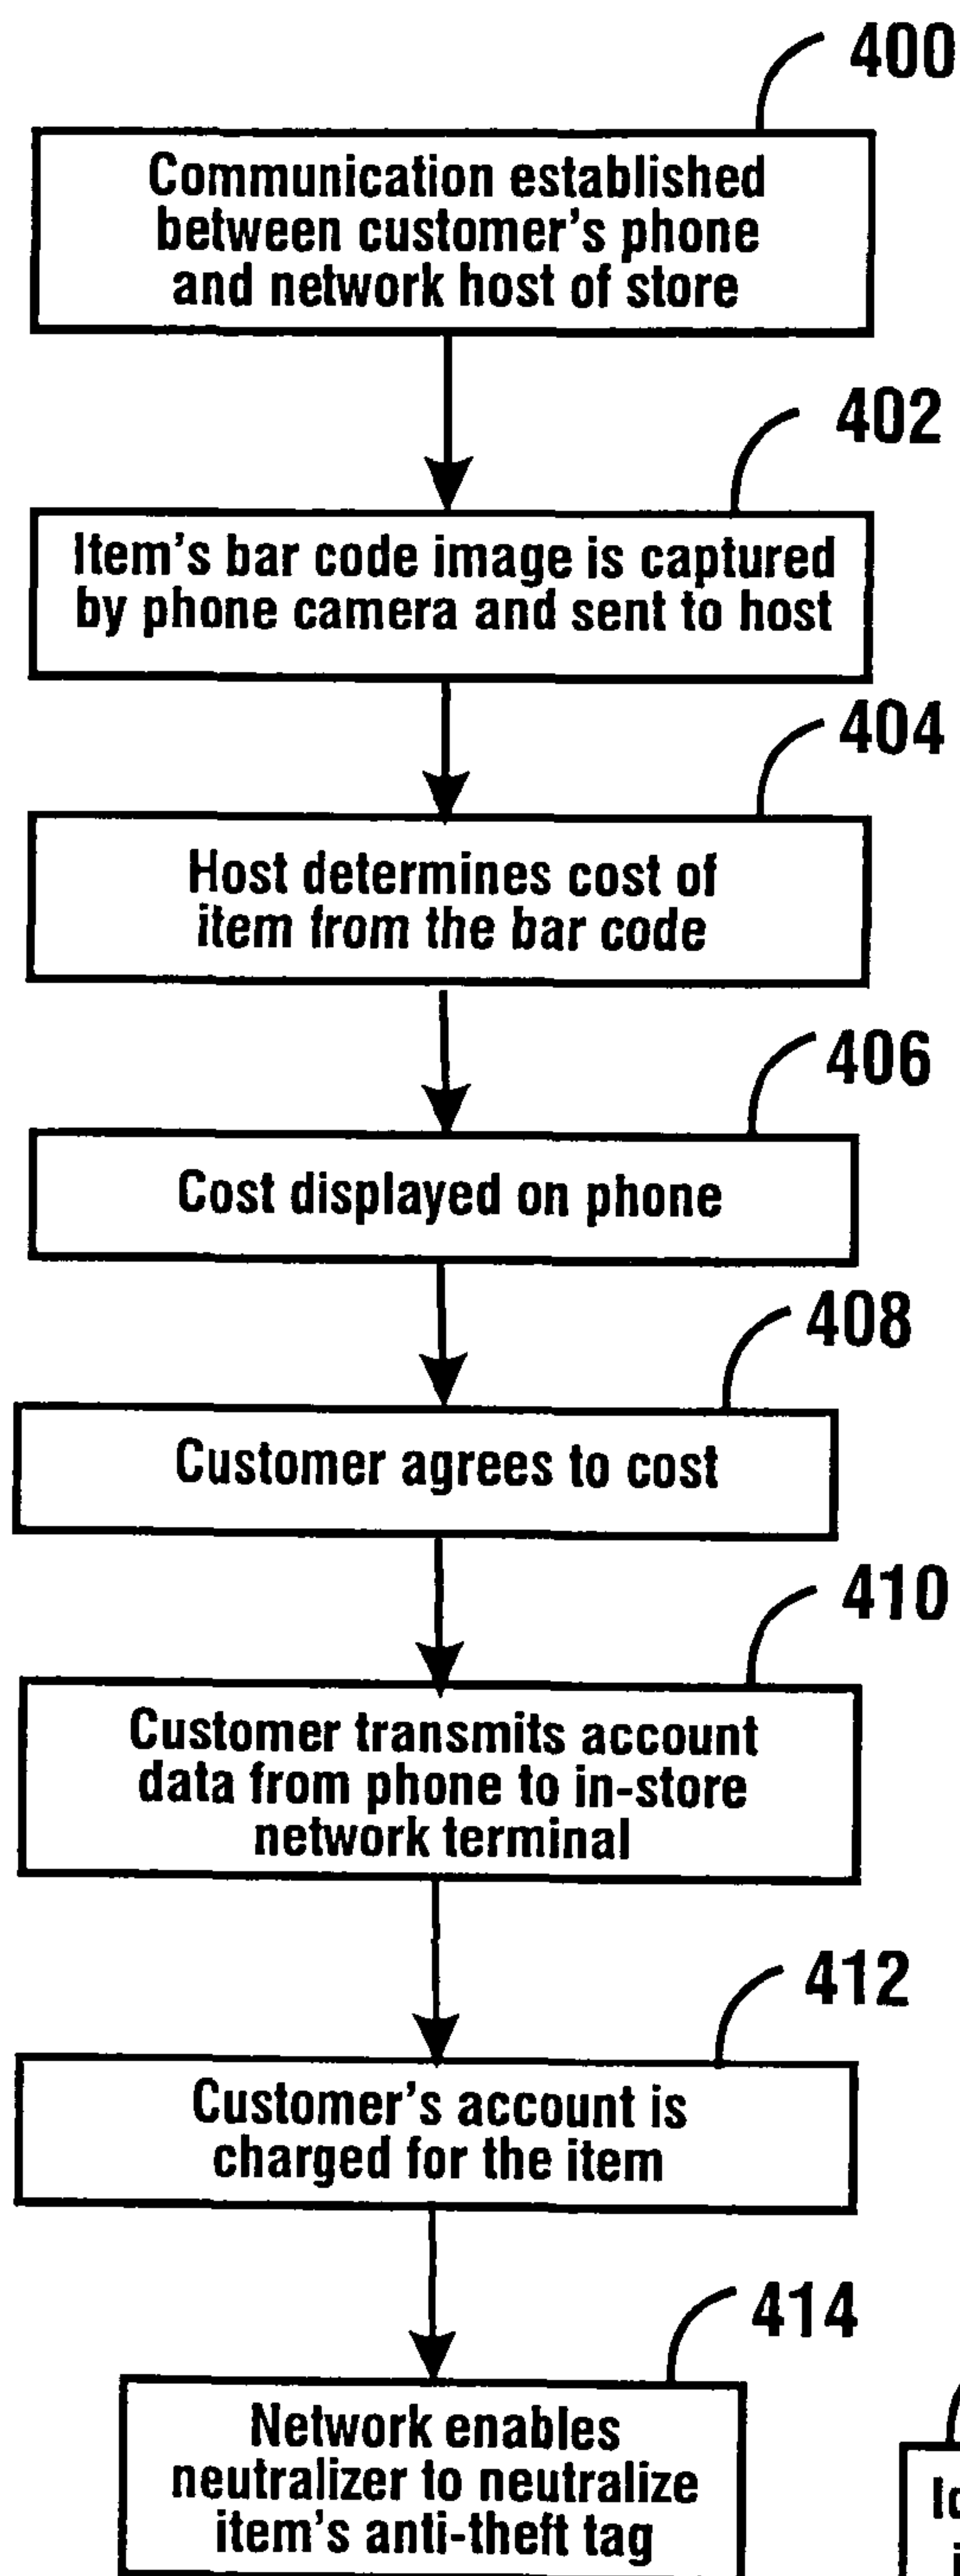 400
Communication established
between customer's phone
and network host of store
402
Item's bar code image is captured
by phone camera and sent to host
404
Host determines cost of
item from the bar code
406
Cost displayed on phone
408
Customer agrees to cost
410
Customer transmits account
data from phone to in-store
network terminal
412
Customer's account is
charged for the item
414
Network enables
neutralizer to neutralize
item's anti-theft tag